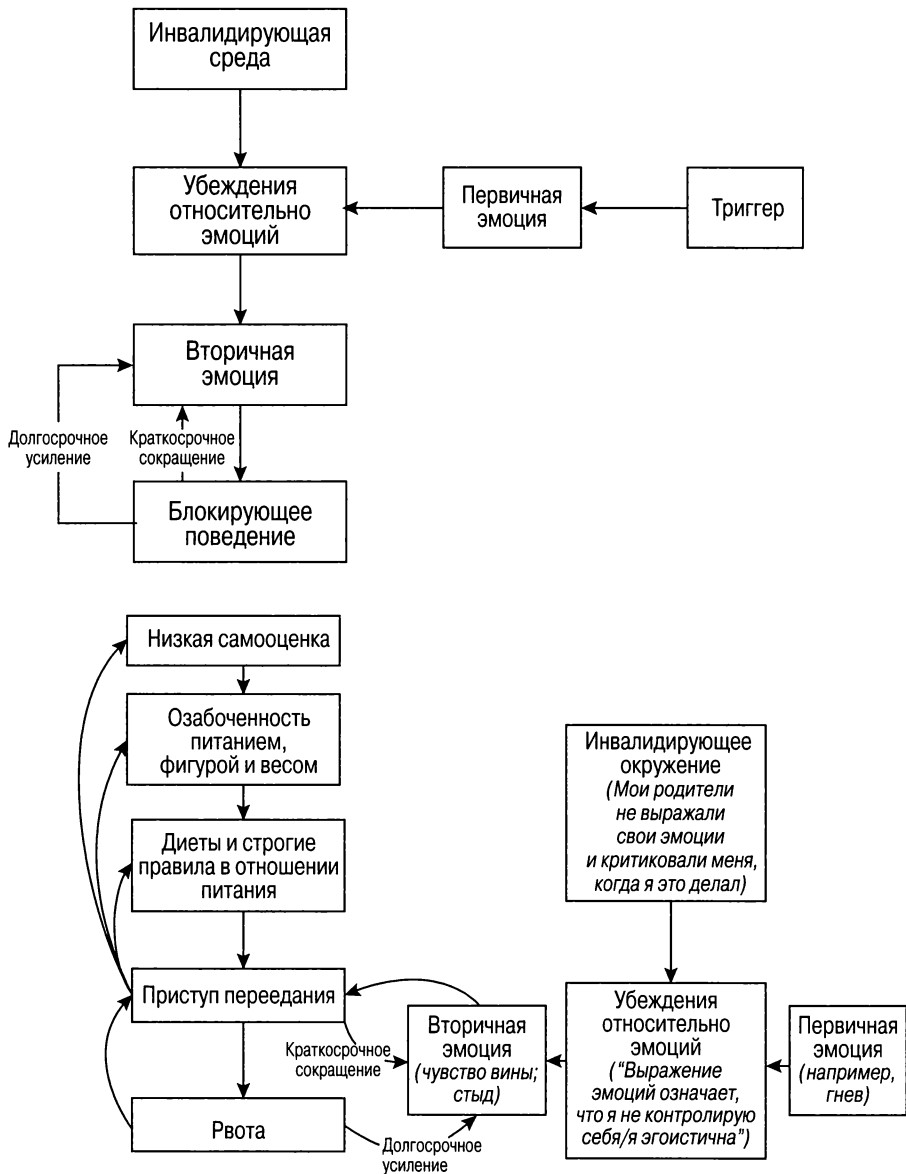 Инвалидирующая
среда
Убеждения
относительно
эмоций
Первичная
эмоция
Триггер
Вторичная
эмоция
Долгосрочное
усиление
Краткосрочное
сокращение
Блокирующее
поведение
Низкая самооценка
Озабоченность
питанием,
фигурой и весом
Диеты и строгие
правила в отношении
питания
Приступ переедания
Рвота
Краткосрочное
сокращение
Долгосрочное
усиление
Вторичная
эмоция
(чувство вины;
стыд)
Инвалидирующее
окружение
(Мои родители
не выражали
свои эмоции
и критиковали меня,
когда я это делал)
Убеждения
относительно
эмоций
("Выражение
эмоций означает,
что я не контролирую
себя/я эгоистична")
Первичная
эмоция
(например,
гнев)